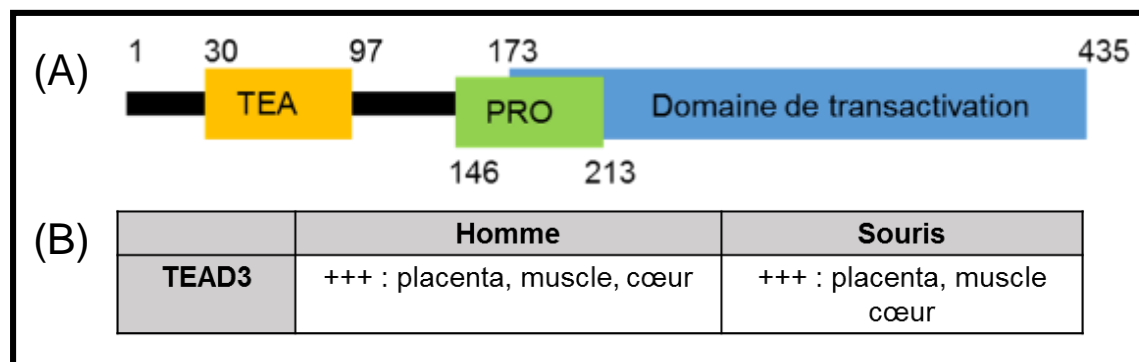 (A)
1 30 97 173 435
TEA PRO Domaine de transactivation
146 213
(B)
Homme Souris
TEAD3 +++ : placenta, muscle, cœur +++ : placenta, muscle
cœur